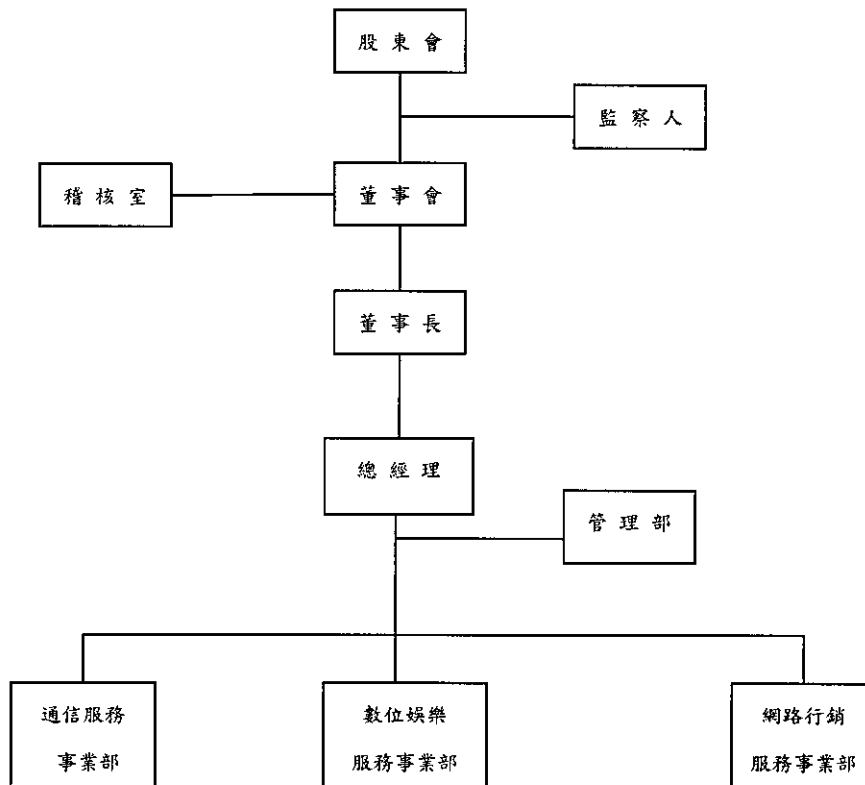 股東會
監察人
稽核室
董事會
董事長
總經理
管理部
通信服務
事業部
數位娛樂
服務事業部
網路行銷
服務事業部